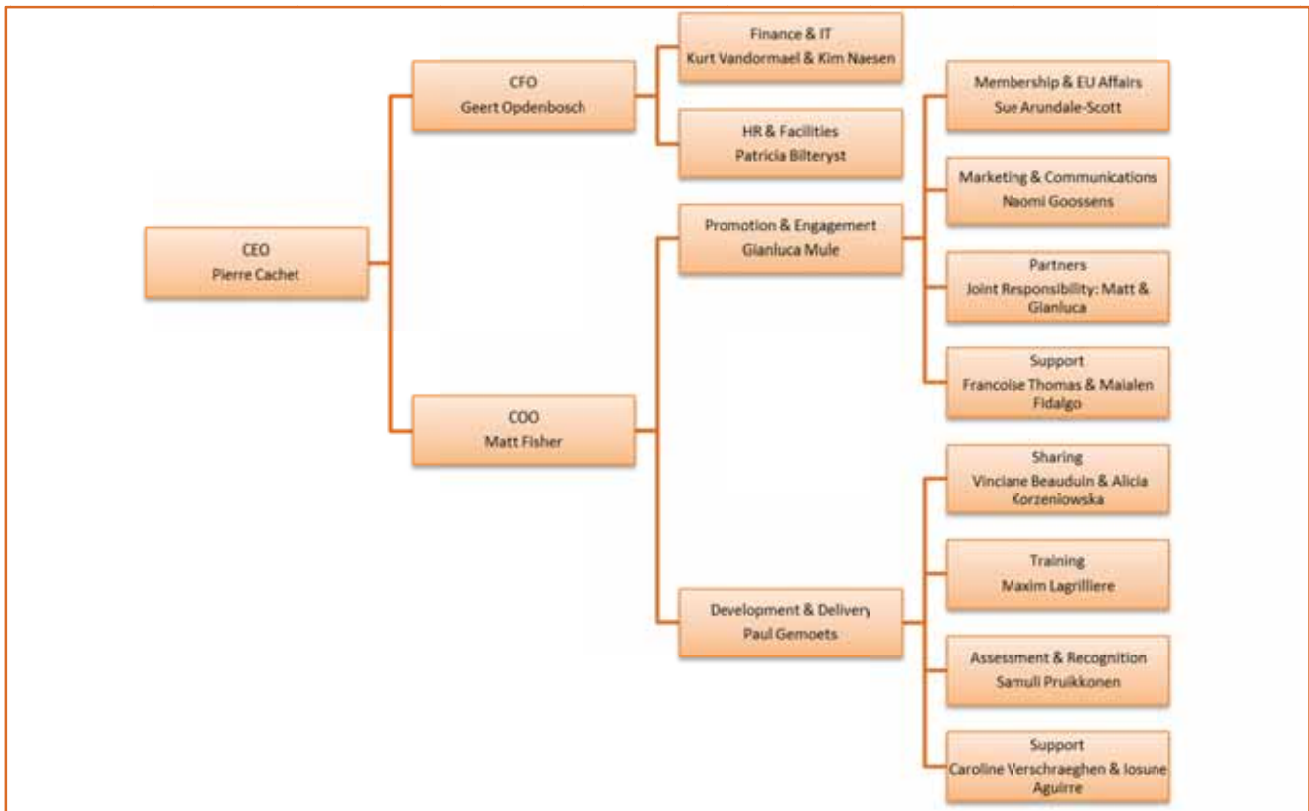 Finance & IT
Kurt Vandormael & Kim Naesen
CFO
Geert Opdenbosch
HR & Facilities
Patricia Bilteryst
CEO
Pierre Cachet
COO
Matt Fisher
Promotion & Engagement
Gianluca Mule
Membership & EU Affairs
Sue Arundale-Scott
Marketing & Communications
Naomi Goossens
Partners
Joint Responsibility: Matt &
Gianluca
Support
Francoise Thomas & Maialen
Fidalgo
Development & Delivery
Paul Gemoets
Sharing
Vinciane Beauduin & Alicia
Korzeniowska
Training
Maxim Lagrilliere
Assessment & Recognition
Samuli Pruikkonen
Support
Caroline Verschraeghen & Iosune
Aguirre